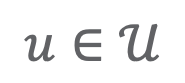 𝑢 ∈ 𝒰